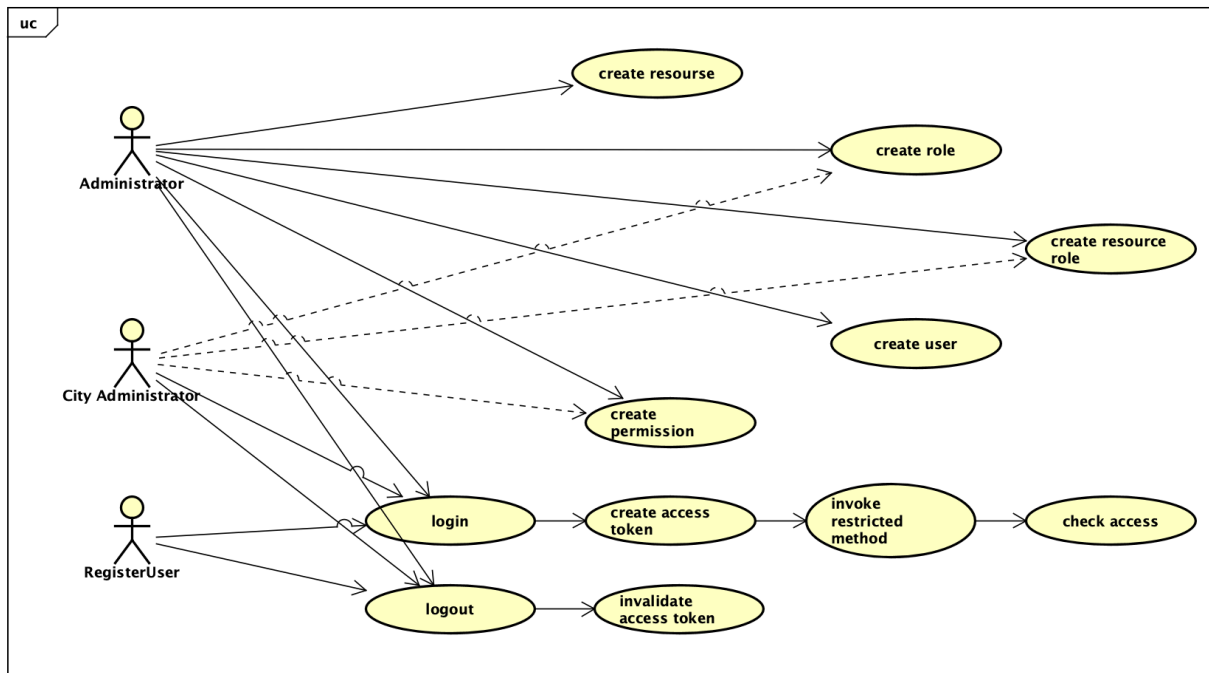 uc
create resourse
create role
Administrator
create resource
role
create user
City Administrator
create
permission
login
create access
token
invoke
restricted
method
check access
RegisterUser
logout
invalidate
access token